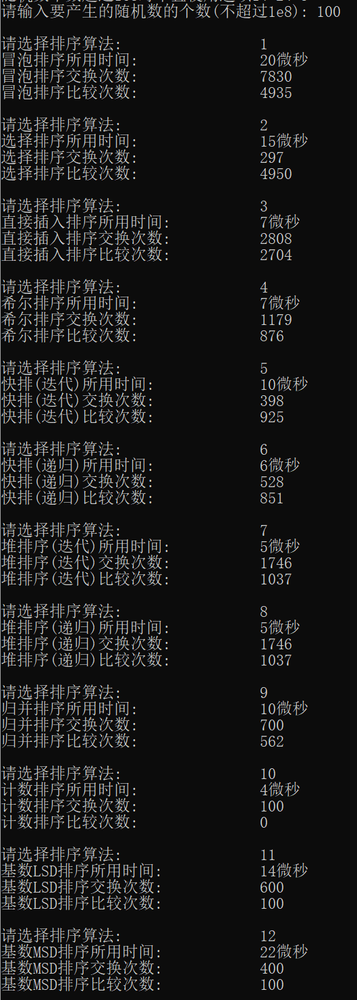 请输入要产生的随机数的个数(不超过1e8): 100
请选择排序算法: 1
冒泡排序所用时间: 20微秒
冒泡排序交换次数: 7830
冒泡排序比较次数: 4935
请选择排序算法: 2
选择排序所用时间: 15微秒
选择排序交换次数: 297
选择排序比较次数: 4950
请选择排序算法: 3
直接插入排序所用时间: 7微秒
直接插入排序交换次数: 2808
直接插入排序比较次数: 2704
请选择排序算法: 4
希尔排序所用时间: 7微秒
希尔排序交换次数: 1179
希尔排序比较次数: 876
请选择排序算法: 5
快排(迭代)所用时间: 10微秒
快排(迭代)交换次数: 398
快排(迭代)比较次数: 925
请选择排序算法: 6
快排(递归)所用时间: 6微秒
快排(递归)交换次数: 528
快排(递归)比较次数: 851
请选择排序算法: 7
堆排序(迭代)所用时间: 5微秒
堆排序(迭代)交换次数: 1746
堆排序(迭代)比较次数: 1037
请选择排序算法: 8
堆排序(递归)所用时间: 5微秒
堆排序(递归)交换次数: 1746
堆排序(递归)比较次数: 1037
请选择排序算法: 9
归并排序所用时间: 10微秒
归并排序交换次数: 700
归并排序比较次数: 562
请选择排序算法: 10
计数排序所用时间: 4微秒
计数排序交换次数: 100
计数排序比较次数: 0
请选择排序算法: 11
基数LSD排序所用时间: 14微秒
基数LSD排序交换次数: 600
基数LSD排序比较次数: 100
请选择排序算法: 12
基数MSD排序所用时间: 22微秒
基数MSD排序交换次数: 400
基数MSD排序比较次数: 100